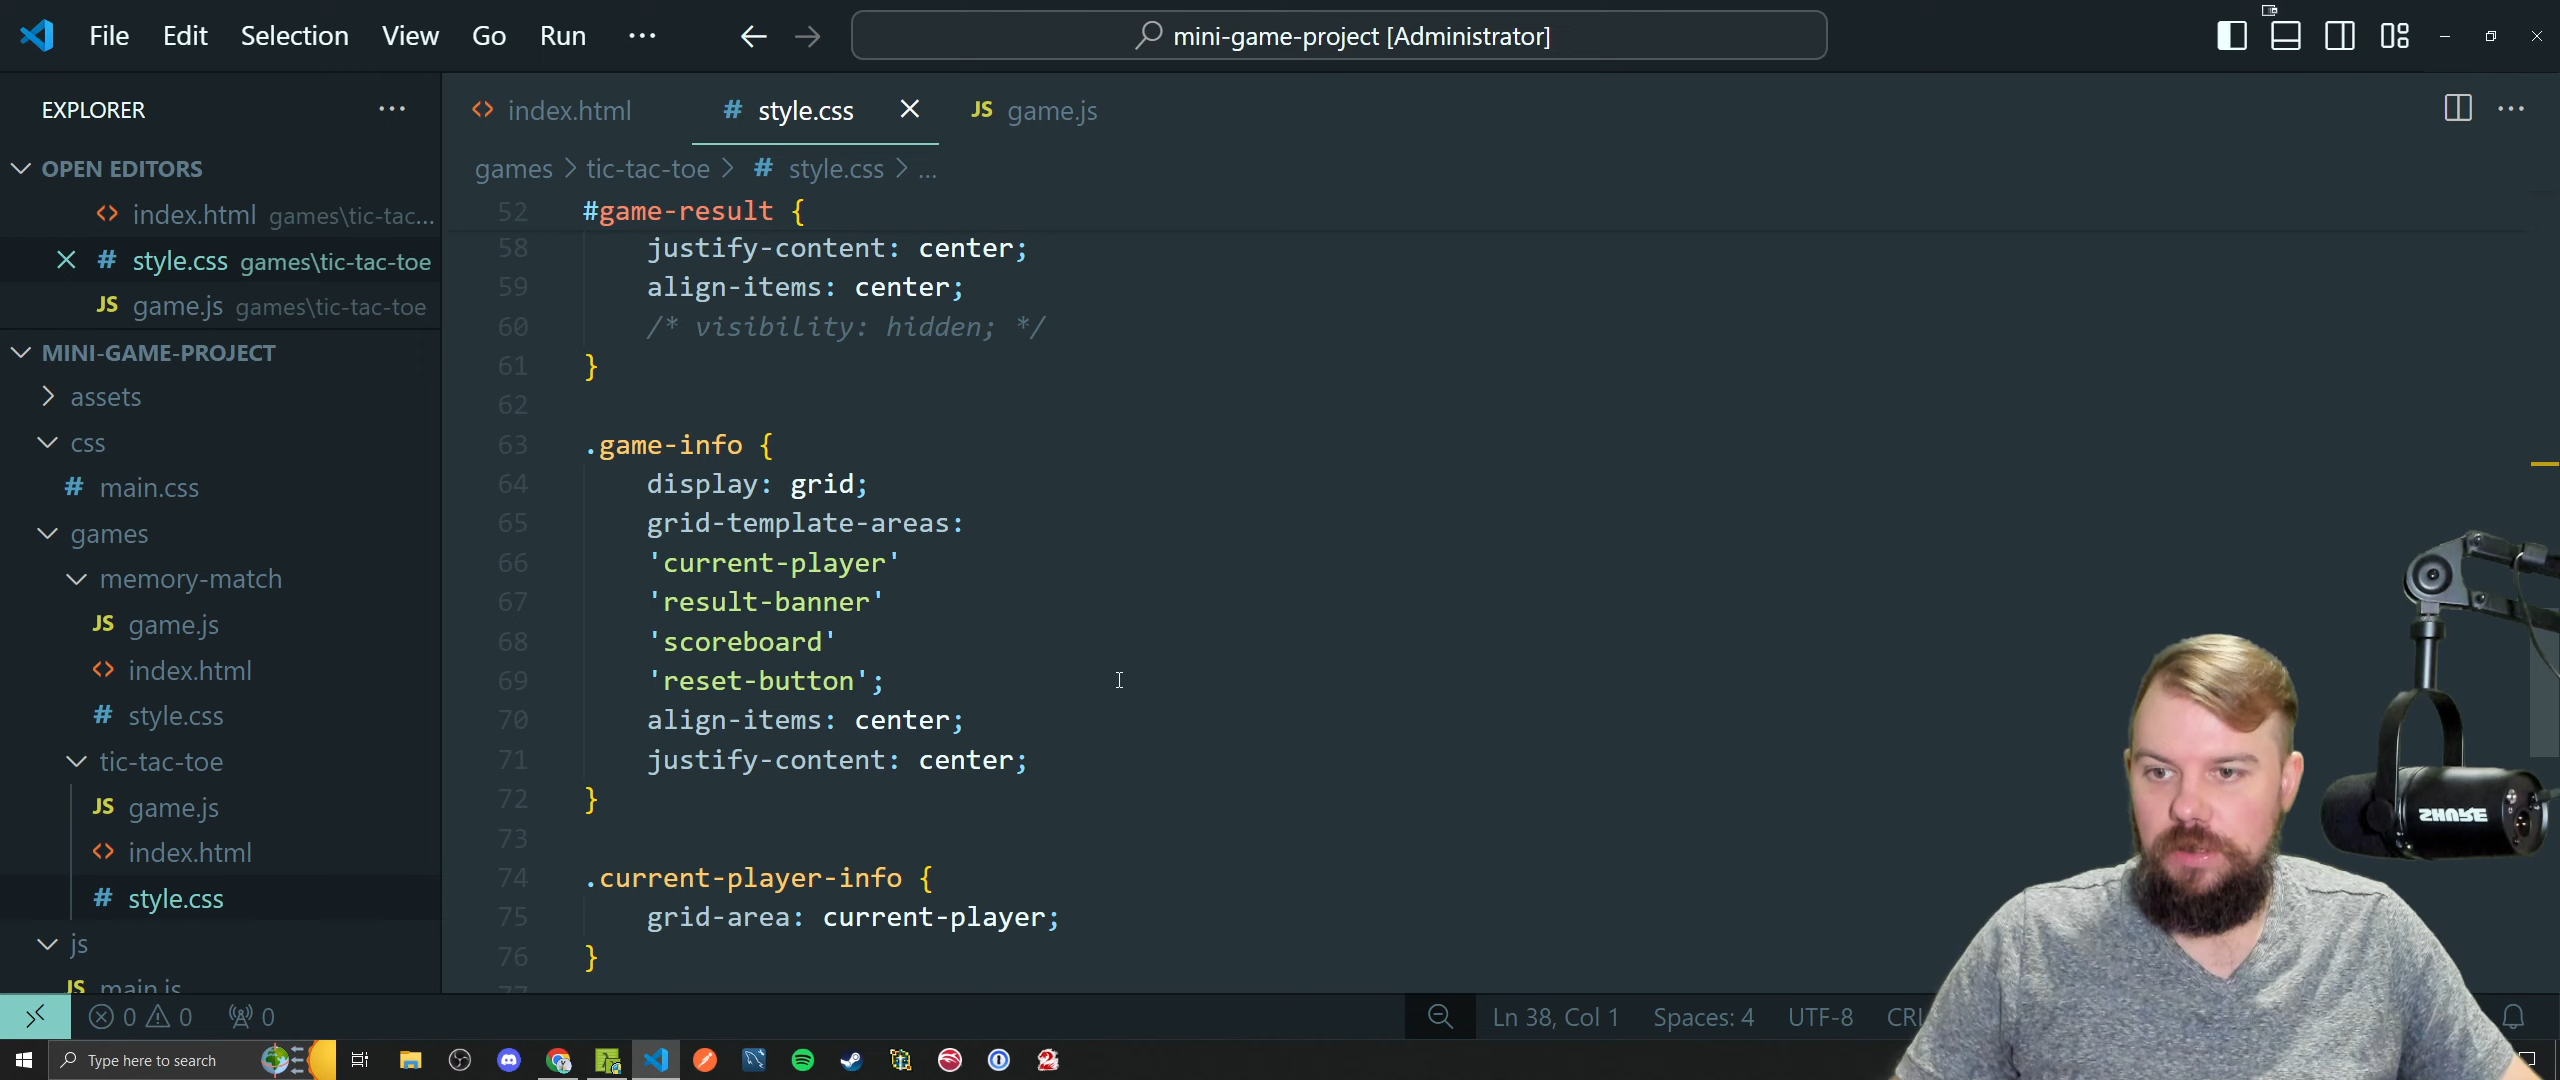 File Edit Selection View Go Run ··· mini-game-project [Administrator]
EXPLORER ···
OPEN EDITORS
index.html games\tic-tac...
style.css games\tic-tac-toe
JS game.js games\tic-tac-toe
MINI-GAME-PROJECT
assets
css
# main.css
games
memory-match
JS game.js
<> index.html
# style.css
tic-tac-toe
JS game.js
<> index.html
# style.css
js
JS main.js
<> index.html # style.css JS game.js
games > tic-tac-toe > # style.css > ...
52 #game-result {
58 justify-content: center;
59 align-items: center;
60 /* visibility: hidden; */
61 }
62
63 .game-info {
64 display: grid;
65 grid-template-areas:
66 'current-player'
67 'result-banner'
68 'scoreboard'
69 'reset-button';
70 align-items: center;
71 justify-content: center;
72 }
73
74 .current-player-info {
75 grid-area: current-player;
76 }
77
SHURE
0 0 0 Ln 38, Col 1 Spaces: 4 UTF-8
Type here to search